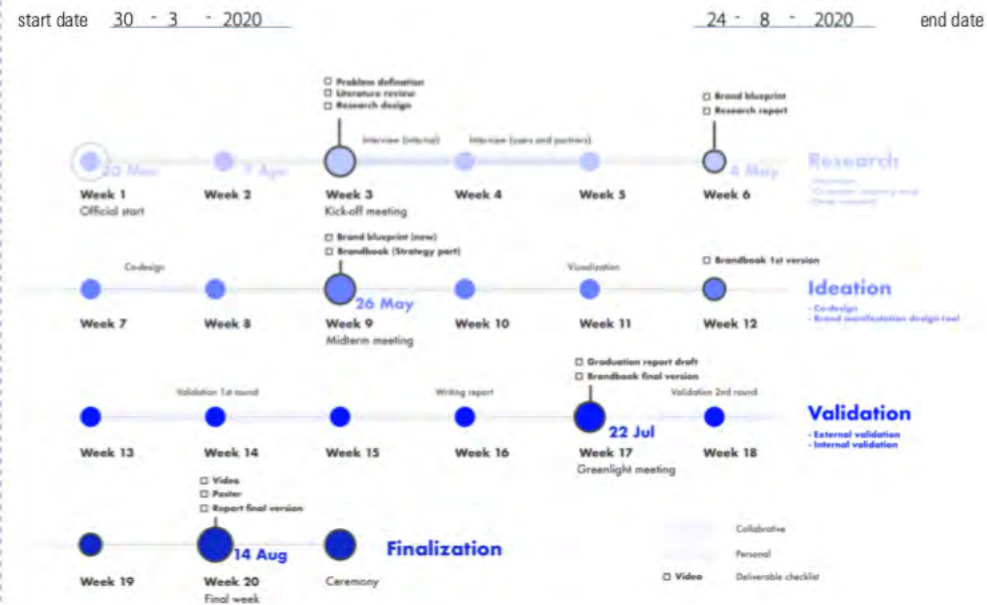 start date 30 - 3 - 2020 24 - 8 - 2020 end date
☐ Problem defination
☐ Literature review
☐ Research design
☐ Brand blueprint
☐ Research report
Interview (internal) Interview (users and partners)
7 Apr 6 May Research
Week 1 Week 2 Week 3 Week 4 Week 5 Week 6
Official start Kick-off meeting
☐ Brand blueprint (new)
☐ Brandbook (Strategy part)
Co-design Visualization ☐ Brandbook 1st version
26 May Ideation
- Co-design
- Brand manifestation design tool
Week 7 Week 8 Week 9 Week 10 Week 11 Week 12
Midterm meeting
☐ Graduation report draft
☐ Brandbook final version
Validation 1st round Writing report Validation 2nd round
22 Jul Validation
- External validation
- Internal validation
Week 13 Week 14 Week 15 Week 16 Week 17 Week 18
Greenlight meeting
☐ Video
☐ Poster
☐ Report final version
14 Aug Finalization
Week 19 Week 20 Ceremony
Final week
Collabrative
Personal
☐ Video Deliverable checklist